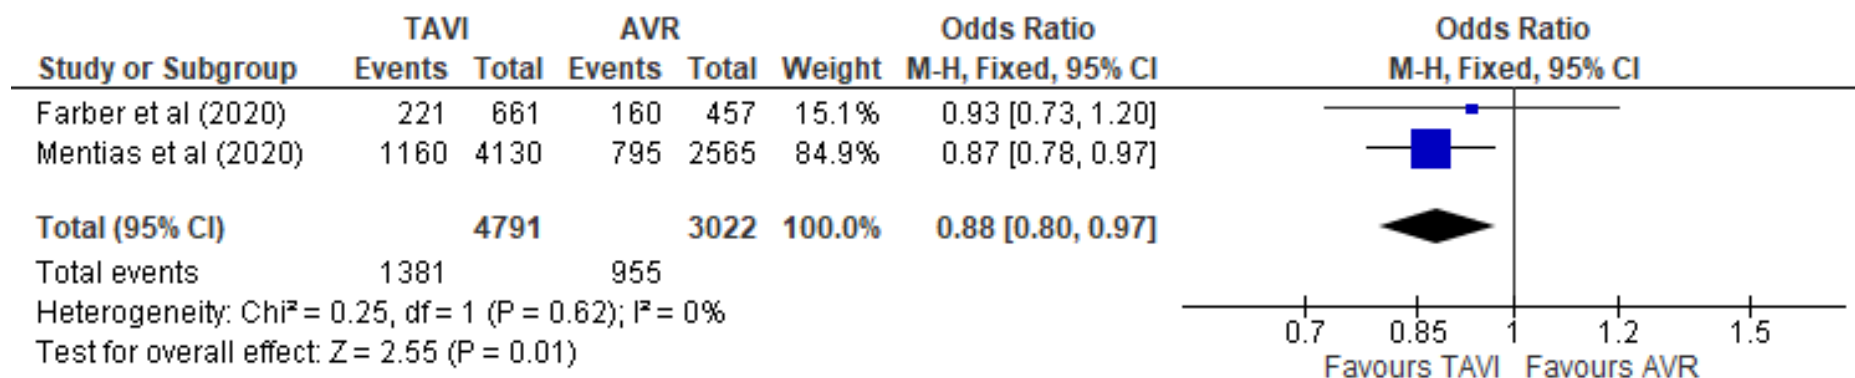 TAVI AVR Odds Ratio Odds Ratio
Study or Subgroup Events Total Events Total Weight M-H, Fixed, 95% CI M-H, Fixed, 95% CI
Farber et al (2020) 221 661 160 457 15.1% 0.93 [0.73, 1.20]
Mentias et al (2020) 1160 4130 795 2565 84.9% 0.87 [0.78, 0.97]
Total (95% CI) 4791 3022 100.0% 0.88 [0.80, 0.97]
Total events 1381 955
Heterogeneity: Chi² = 0.25, df = 1 (P = 0.62); I² = 0%
Test for overall effect: Z = 2.55 (P = 0.01)
0.7 0.85 1 1.2 1.5
Favours TAVI Favours AVR